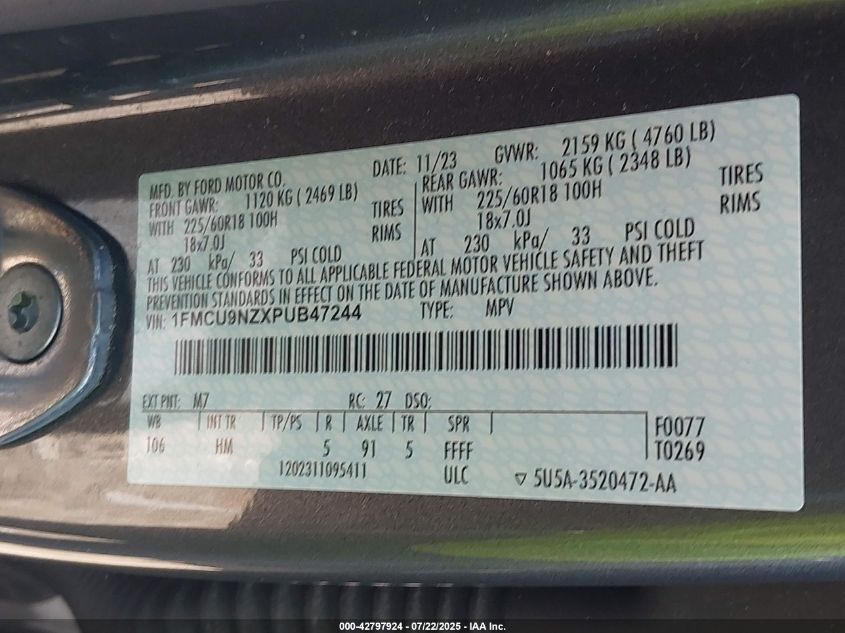 MFD. BY FORD MOTOR CO. DATE: 11/23 GVWR: 2159 KG ( 4760 LB)
FRONT GAWR: 1120 KG ( 2469 LB) REAR GAWR: 1065 KG ( 2348 LB)
WITH 225/60R18 100H TIRES WITH 225/60R18 100H TIRES
18x7.0J RIMS 18x7.0J RIMS
AT 230 kPa/ 33 PSI COLD AT 230 kPa/ 33 PSI COLD
THIS VEHICLE CONFORMS TO ALL APPLICABLE FEDERAL MOTOR VEHICLE SAFETY AND THEFT
PREVENTION STANDARDS IN EFFECT ON THE DATE OF MANUFACTURE SHOWN ABOVE.
VIN: 1FMCU9NZXPUB47244 TYPE: MPV
EXT PNT: M7 RC: 27 DSO:
WB INT TR TP/PS R AXLE TR SPR F0077
106 HM 5 91 5 FFFF T0269
1202311095411 ULC 5U5A-3520472-AA
000-42797924 - 07/22/2025 - IAA Inc.